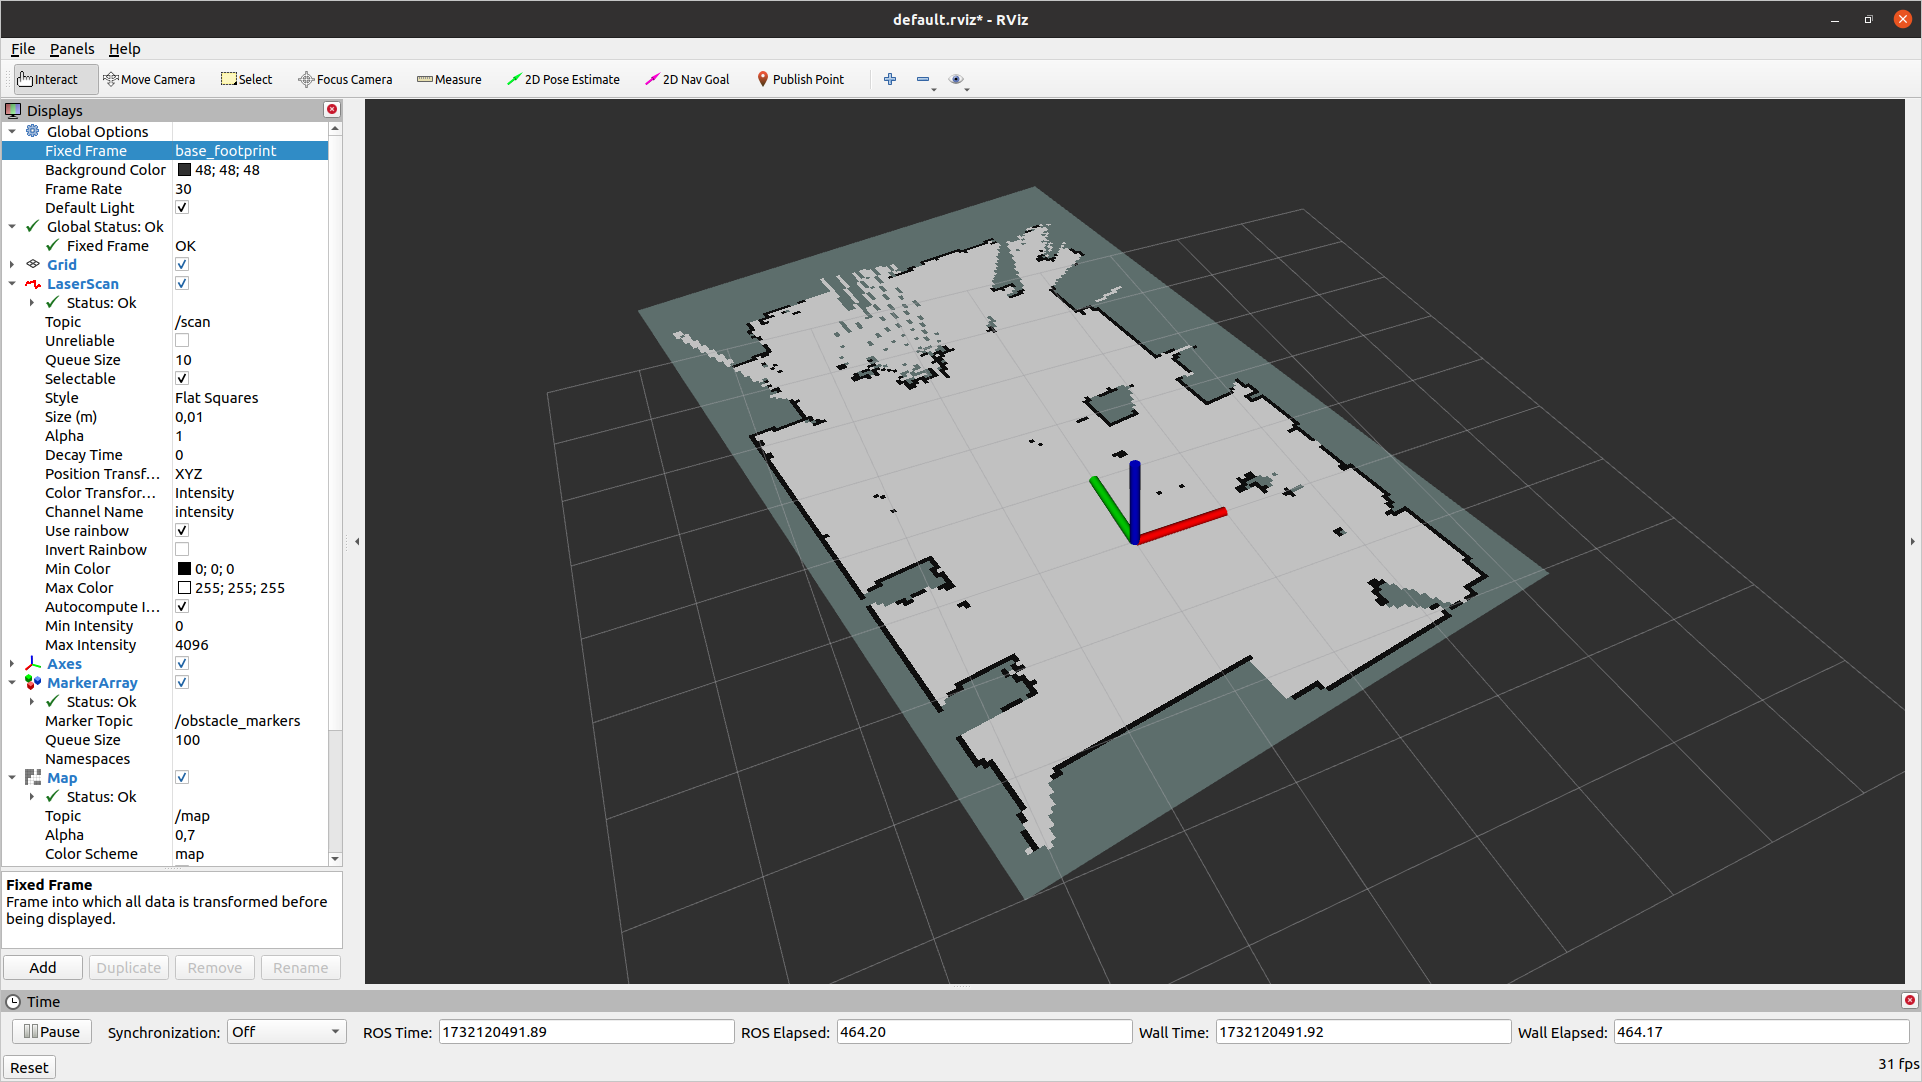 default.rviz* - RViz
File Panels Help
Interact Move Camera Select Focus Camera Measure 2D Pose Estimate 2D Nav Goal Publish Point
Displays
Global Options
Fixed Frame base_footprint
Background Color 48; 48; 48
Frame Rate 30
Default Light
Global Status: Ok
Fixed Frame OK
Grid
LaserScan
Status: Ok
Topic /scan
Unreliable
Queue Size 10
Selectable
Style Flat Squares
Size (m) 0,01
Alpha 1
Decay Time 0
Position Transf... XYZ
Color Transfor... Intensity
Channel Name intensity
Use rainbow
Invert Rainbow
Min Color 0; 0; 0
Max Color 255; 255; 255
Autocompute I...
Min Intensity 0
Max Intensity 4096
Axes
MarkerArray
Status: Ok
Marker Topic /obstacle_markers
Queue Size 100
Namespaces
Map
Status: Ok
Topic /map
Alpha 0,7
Color Scheme map
Fixed Frame
Frame into which all data is transformed before
being displayed.
Add Duplicate Remove Rename
Time
Pause Synchronization: Off ROS Time: 1732120491.89 ROS Elapsed: 464.20 Wall Time: 1732120491.92 Wall Elapsed: 464.17
Reset 31 fps